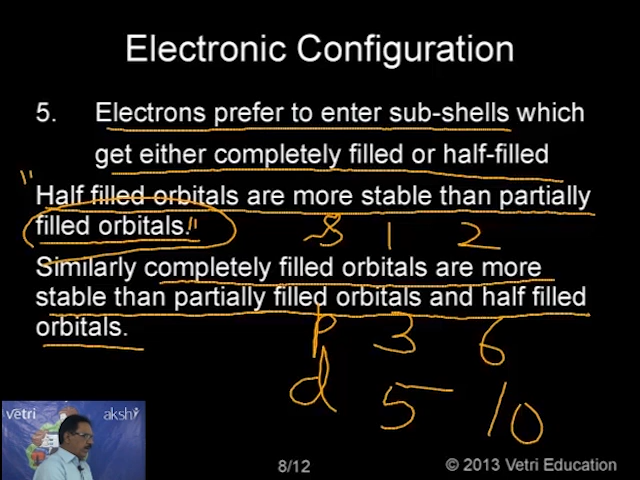 Electronic Configuration
5. Electrons prefer to enter sub-shells which
get either completely filled or half-filled
" Half filled orbitals are more stable than partially
filled orbitals. "
s 1 2
Similarly completely filled orbitals are more
stable than partially filled orbitals and half filled
orbitals.
p 3 6
d 5 10
vetri aksh
8/12
© 2013 Vetri Education